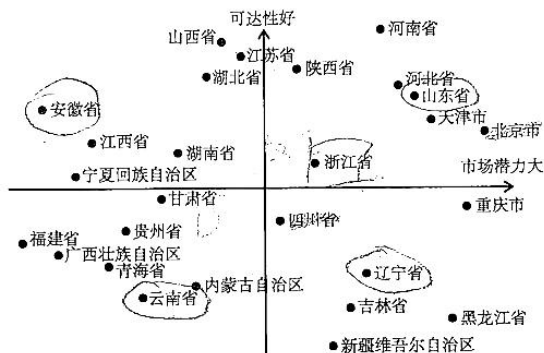 可达性好
河南省
山西省
江苏省
陕西省
湖北省
河北省
山东省
安徽省
天津市
北京市
江西省
湖南省
浙江省
市场潜力大
宁夏回族自治区
甘肃省
重庆市
四川省
贵州省
福建省
广西壮族自治区
青海省
辽宁省
内蒙古自治区
云南省
吉林省
黑龙江省
新疆维吾尔自治区